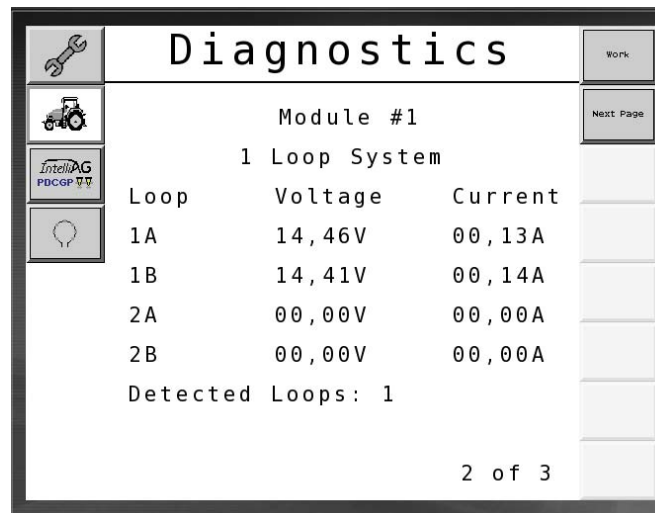 Diagnostics
Work
Next Page
IntelliAG
PDCGP
Module #1
1 Loop System
Loop Voltage Current
1A 14,46V 00,13A
1B 14,41V 00,14A
2A 00,00V 00,00A
2B 00,00V 00,00A
Detected Loops: 1
2 of 3